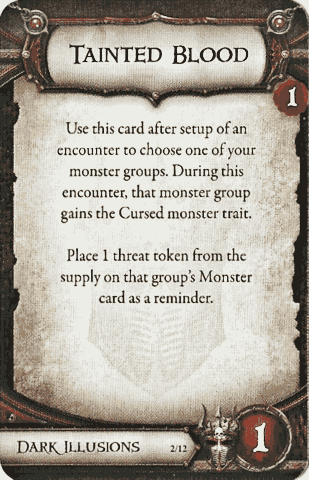 Tainted Blood
1
Use this card after setup of an
encounter to choose one of your
monster groups. During this
encounter, that monster group
gains the Cursed monster trait.
Place 1 threat token from the
supply on that group's Monster
card as a reminder.
Dark Illusions 2/12 1